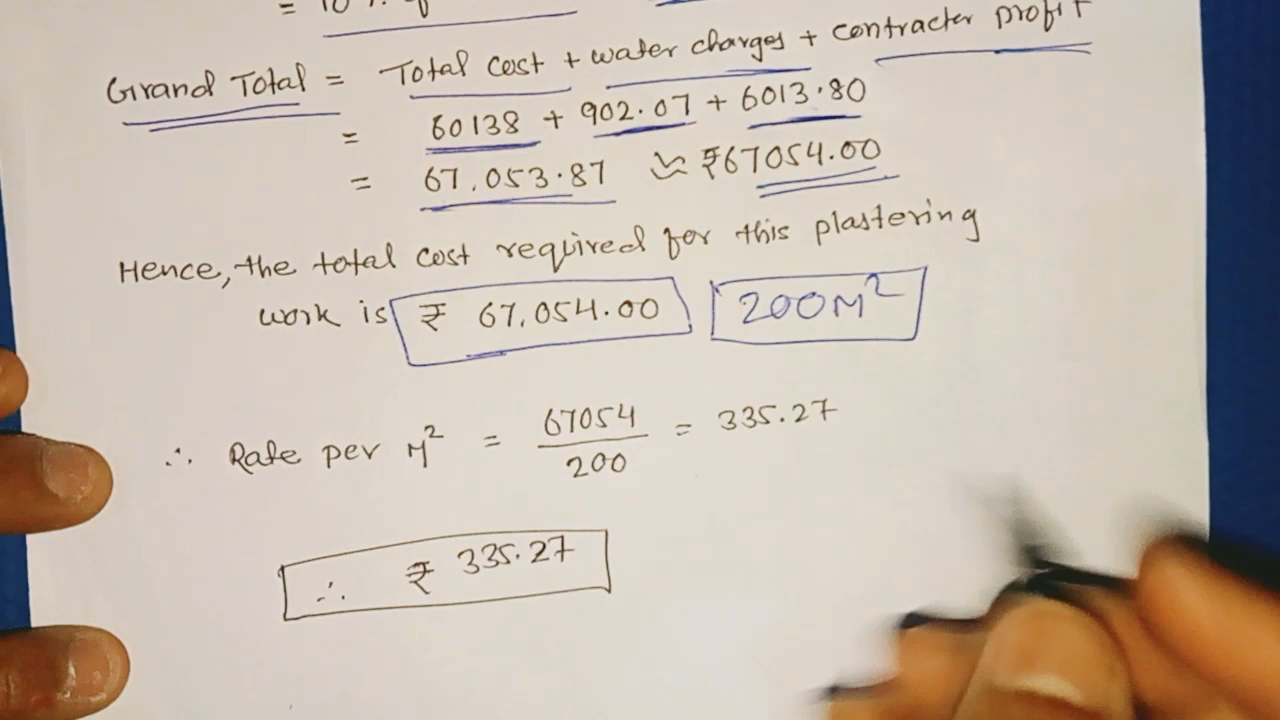 = 10 %. of
Grand Total = Total cost + water charges + contracter profit
= 60138 + 902.07 + 6013.80
= 67,053.87 ≈ ₹67054.00
Hence, the total cost required for this plastering
work is ₹ 67,054.00 200M²
∴ Rate per M² = 67054/200 = 335.27
∴ ₹ 335.27